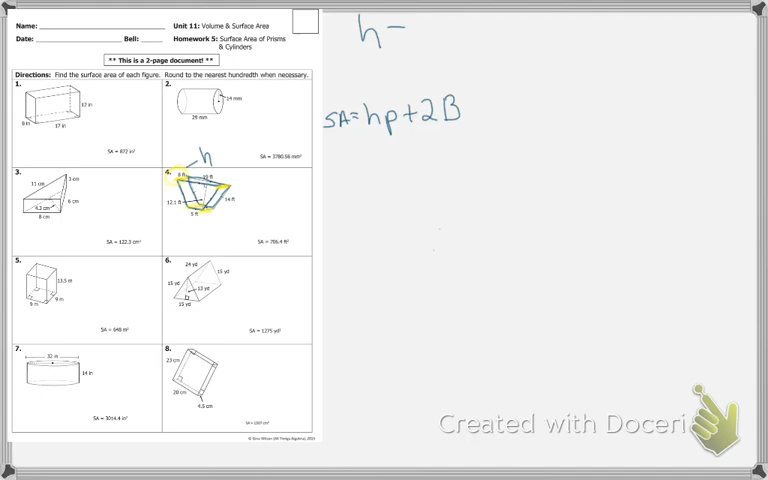 Name: ____________ Unit 11: Volume & Surface Area
Date: ____________ Bell: ____ Homework 5: Surface Area of Prisms
& Cylinders
** This is a 2-page document! **
Directions: Find the surface area of each figure. Round to the nearest hundredth when necessary.
1.
12 in
17 in
SA = 872 in²
2.
14 mm
29 mm
SA = 3780.56 mm²
3.
11 cm
3 cm
6 cm
4.2 cm
8 cm
SA = 122.3 cm²
4.
h
8 ft
19 ft
12.1 ft
14 ft
5 ft
SA = 706.4 ft²
5.
13.5 m
9 m
9 m
SA = 648 m²
6.
24 yd
15 yd
15 yd
13 yd
15 yd
SA = 1275 yd²
7.
32 in
14 in
SA = 3014.4 in²
8.
23 cm
28 cm
4.5 cm
h =
SA = hp + 2B
Created with Doceri